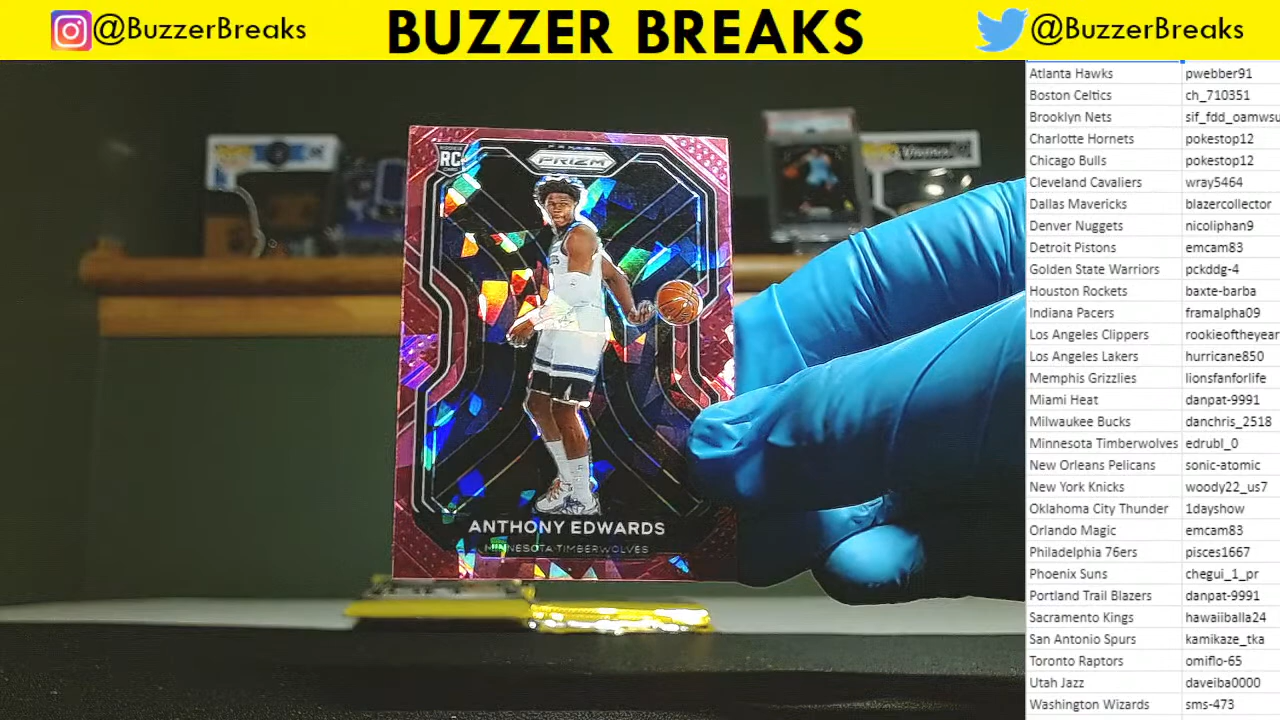 @BuzzerBreaks
BUZZER BREAKS
@BuzzerBreaks
RC
PRIZM
ANTHONY EDWARDS
MINNESOTA TIMBERWOLVES
Atlanta Hawks pwebber91
Boston Celtics ch_710351
Brooklyn Nets sif_fdd_oamwsu
Charlotte Hornets pokestop12
Chicago Bulls pokestop12
Cleveland Cavaliers wray5464
Dallas Mavericks blazercollector
Denver Nuggets nicoliphan9
Detroit Pistons emcam83
Golden State Warriors pckddg-4
Houston Rockets baxte-barba
Indiana Pacers framalpha09
Los Angeles Clippers rookieoftheyear
Los Angeles Lakers hurricane850
Memphis Grizzlies lionsfanforlife
Miami Heat danpat-9991
Milwaukee Bucks danchris_2518
Minnesota Timberwolves edrubl_0
New Orleans Pelicans sonic-atomic
New York Knicks woody22_us7
Oklahoma City Thunder 1dayshow
Orlando Magic emcam83
Philadelphia 76ers pisces1667
Phoenix Suns chegui_1_pr
Portland Trail Blazers danpat-9991
Sacramento Kings hawaiiballa24
San Antonio Spurs kamikaze_tka
Toronto Raptors omiflo-65
Utah Jazz daveiba0000
Washington Wizards sms-473